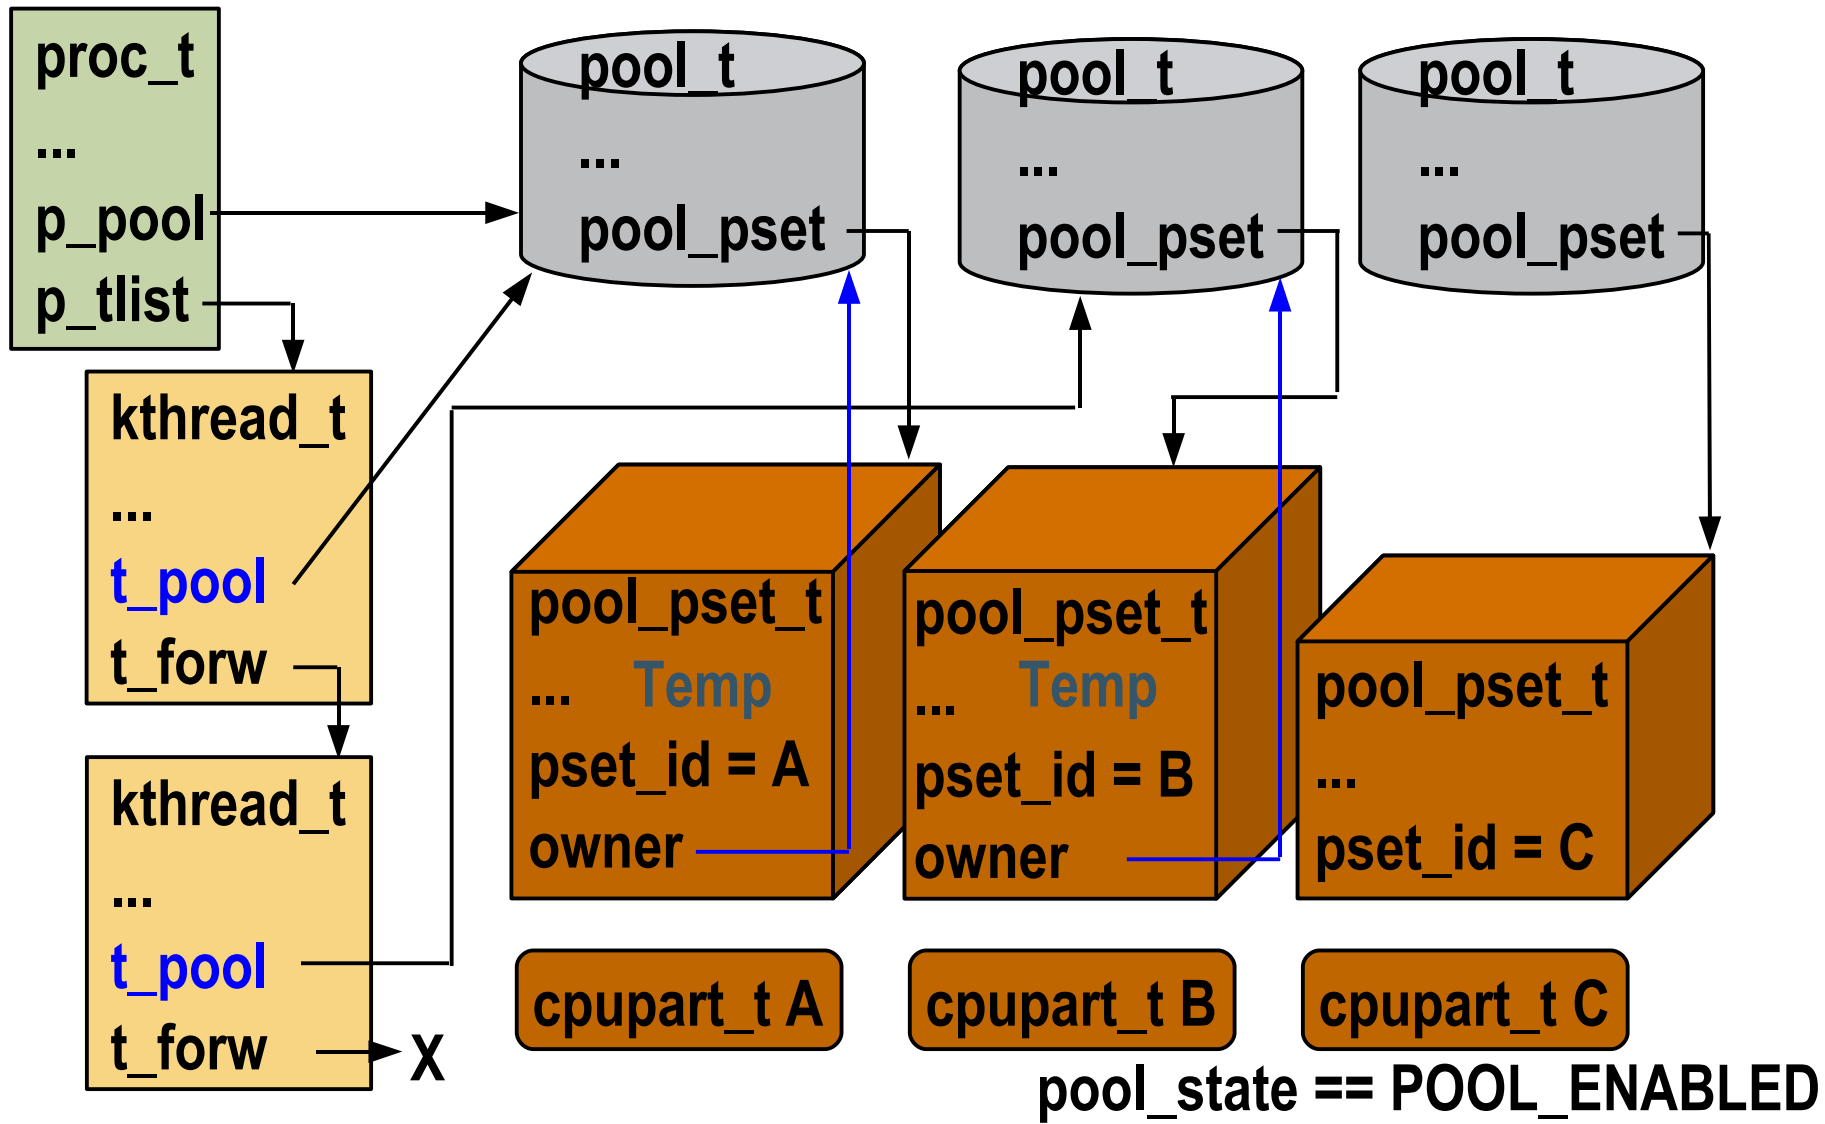 proc_t
...
p_pool
p_tlist
kthread_t
...
t_pool
t_forw
kthread_t
...
t_pool
t_forw
X
pool_t
...
pool_pset
pool_t
...
pool_pset
pool_t
...
pool_pset
pool_pset_t
... Temp
pset_id = A
owner
pool_pset_t
... Temp
pset_id = B
owner
pool_pset_t
...
pset_id = C
cpupart_t A
cpupart_t B
cpupart_t C
pool_state == POOL_ENABLED